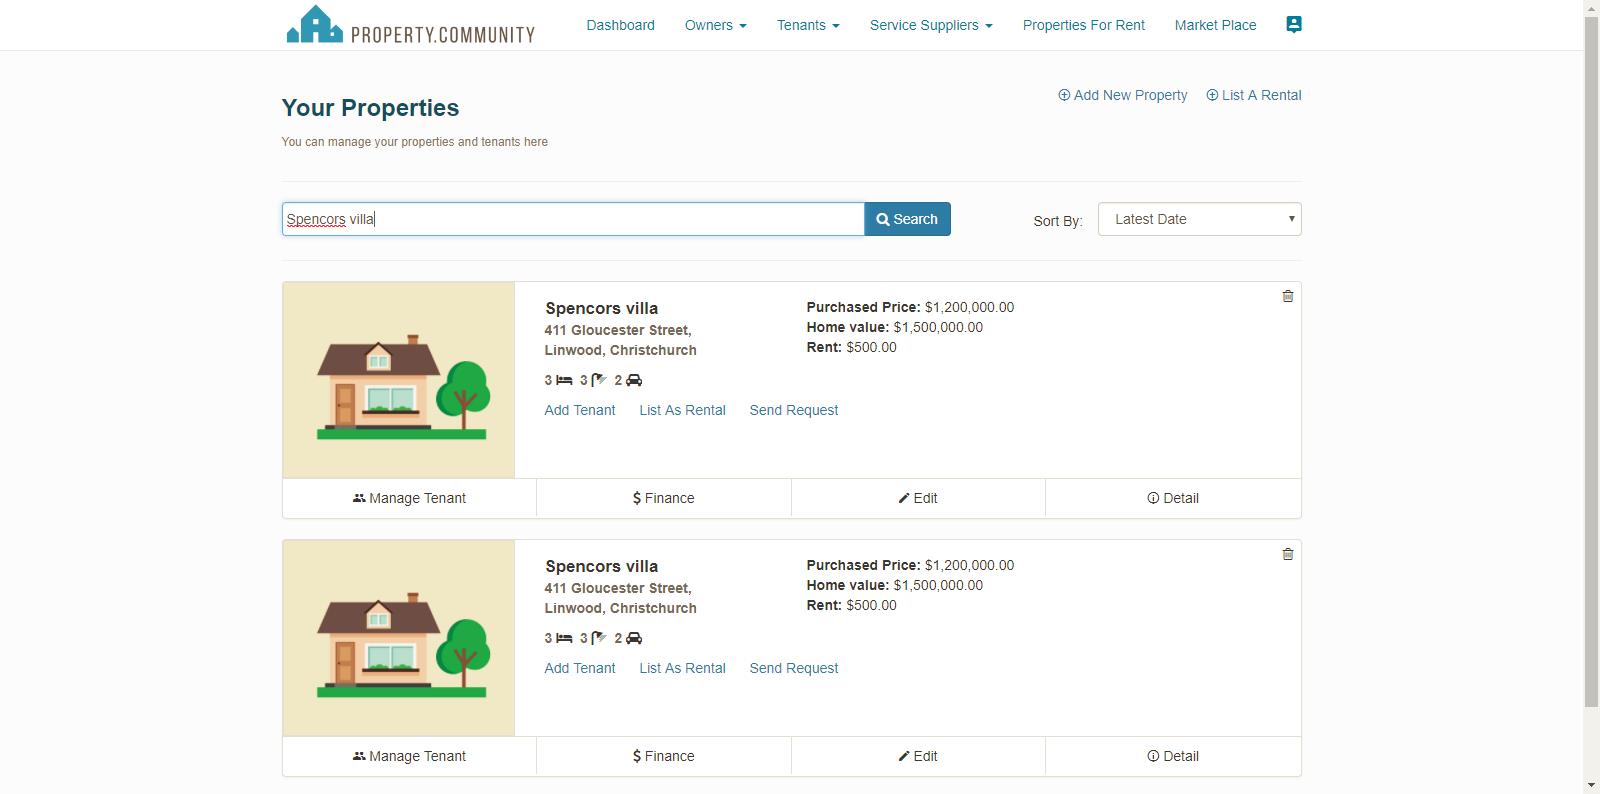 PROPERTY.COMMUNITY Dashboard Owners Tenants Service Suppliers Properties For Rent Market Place
Your Properties
Add New Property List A Rental
You can manage your properties and tenants here
Spencors villa Search Sort By: Latest Date
Spencors villa
411 Gloucester Street,
Linwood, Christchurch
3 3 2
Add Tenant List As Rental Send Request
Purchased Price: $1,200,000.00
Home value: $1,500,000.00
Rent: $500.00
Manage Tenant $ Finance Edit Detail
Spencors villa
411 Gloucester Street,
Linwood, Christchurch
3 3 2
Add Tenant List As Rental Send Request
Purchased Price: $1,200,000.00
Home value: $1,500,000.00
Rent: $500.00
Manage Tenant $ Finance Edit Detail